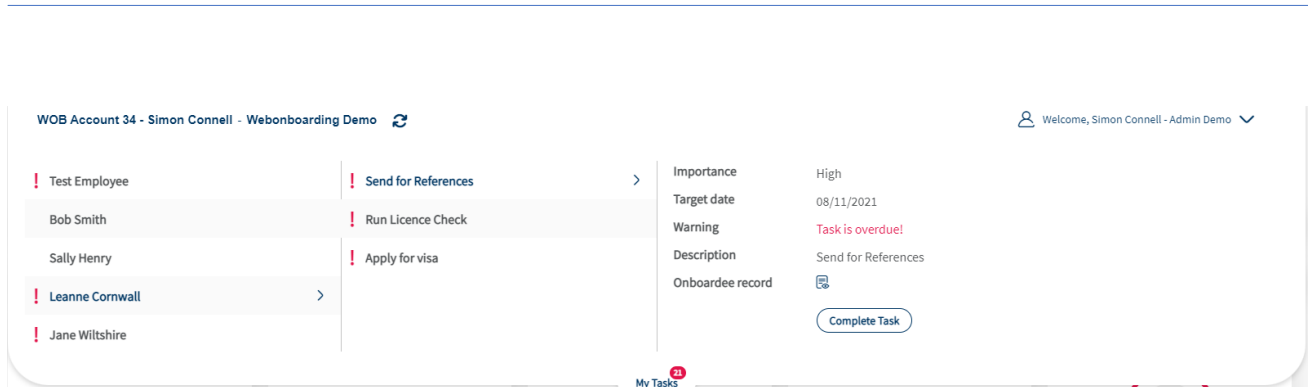 WOB Account 34 - Simon Connell - Webonboarding Demo
Welcome, Simon Connell - Admin Demo
! Test Employee
Bob Smith
Sally Henry
! Leanne Cornwall >
! Jane Wiltshire
! Send for References >
! Run Licence Check
! Apply for visa
Importance High
Target date 08/11/2021
Warning Task is overdue!
Description Send for References
Onboardee record
Complete Task
My Tasks 21